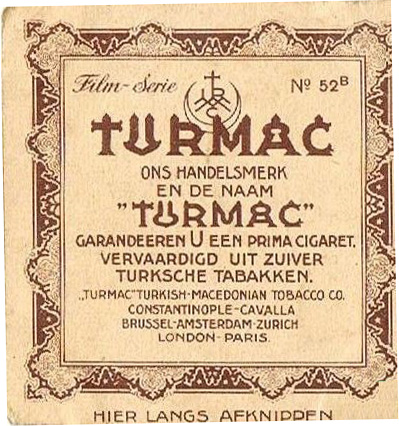 Film-Serie Nº 52ᴮ
TURMAC
ONS HANDELSMERK
EN DE NAAM
"TURMAC"
GARANDEEREN U EEN PRIMA CIGARET.
VERVAARDIGD UIT ZUIVER
TURKSCHE TABAKKEN.
„TURMAC" TURKISH-MACEDONIAN TOBACCO CO.
CONSTANTINOPLE-CAVALLA
BRUSSEL-AMSTERDAM-ZURICH
LONDON-PARIS.
HIER LANGS AFKNIPPEN